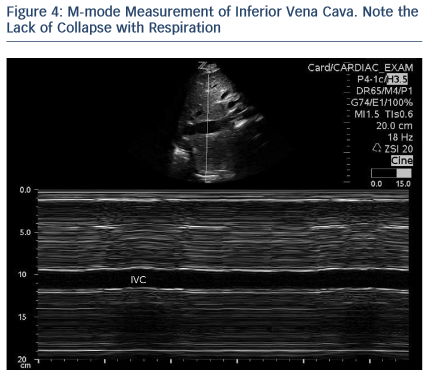 Figure 4: M-mode Measurement of Inferior Vena Cava. Note the
Lack of Collapse with Respiration
Card/CARDIAC_EXAM
P4-1c/H3.5
DR65/M4/P1
G74/E1/100%
MI1.5 TIs0.6
20.0 cm
18 Hz
ZSI 20
Cine
0.0 15.0
0.0
5.0
10
IVC
15
20
cm